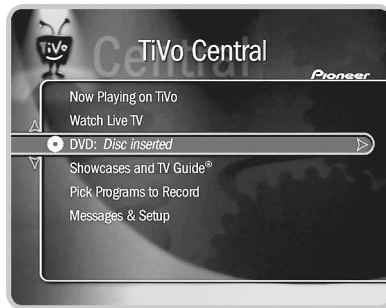 TiVo
Central
TiVo Central
Pioneer
Now Playing on TiVo
Watch Live TV
DVD: Disc inserted
Showcases and TV Guide®
Pick Programs to Record
Messages & Setup